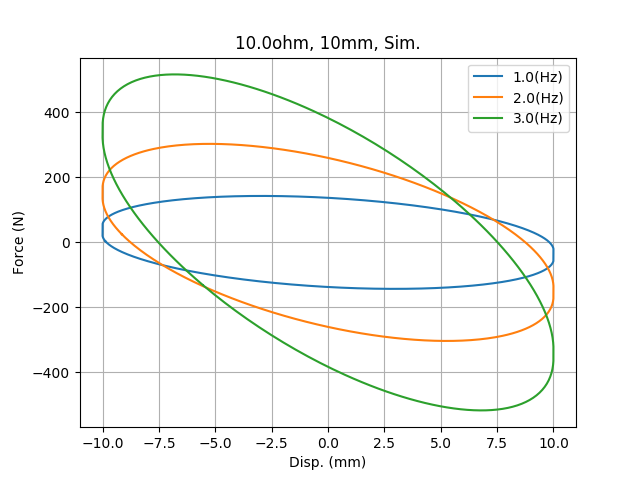 10.0ohm, 10mm, Sim.
1.0(Hz)
2.0(Hz)
3.0(Hz)
400
200
0
−200
−400
Force (N)
−10.0 −7.5 −5.0 −2.5 0.0 2.5 5.0 7.5 10.0
Disp. (mm)